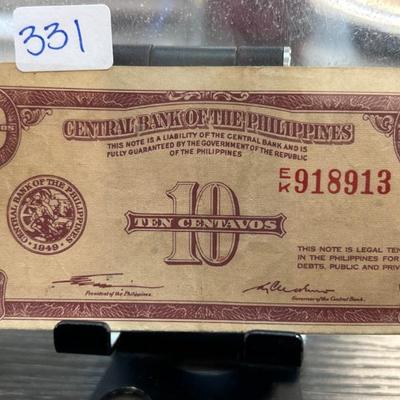 331
CENTRAL BANK OF THE PHILIPPINES
THIS NOTE IS A LIABILITY OF THE CENTRAL BANK AND IS
FULLY GUARANTEED BY THE GOVERNMENT OF THE REPUBLIC
OF THE PHILIPPINES
E/K 918913
CENTRAL BANK OF THE PHILIPPINES
1949
10
TEN CENTAVOS
THIS NOTE IS LEGAL TEN
IN THE PHILIPPINES FOR
DEBTS, PUBLIC AND PRIV
President of the Philippines
Governor of the Central Bank.